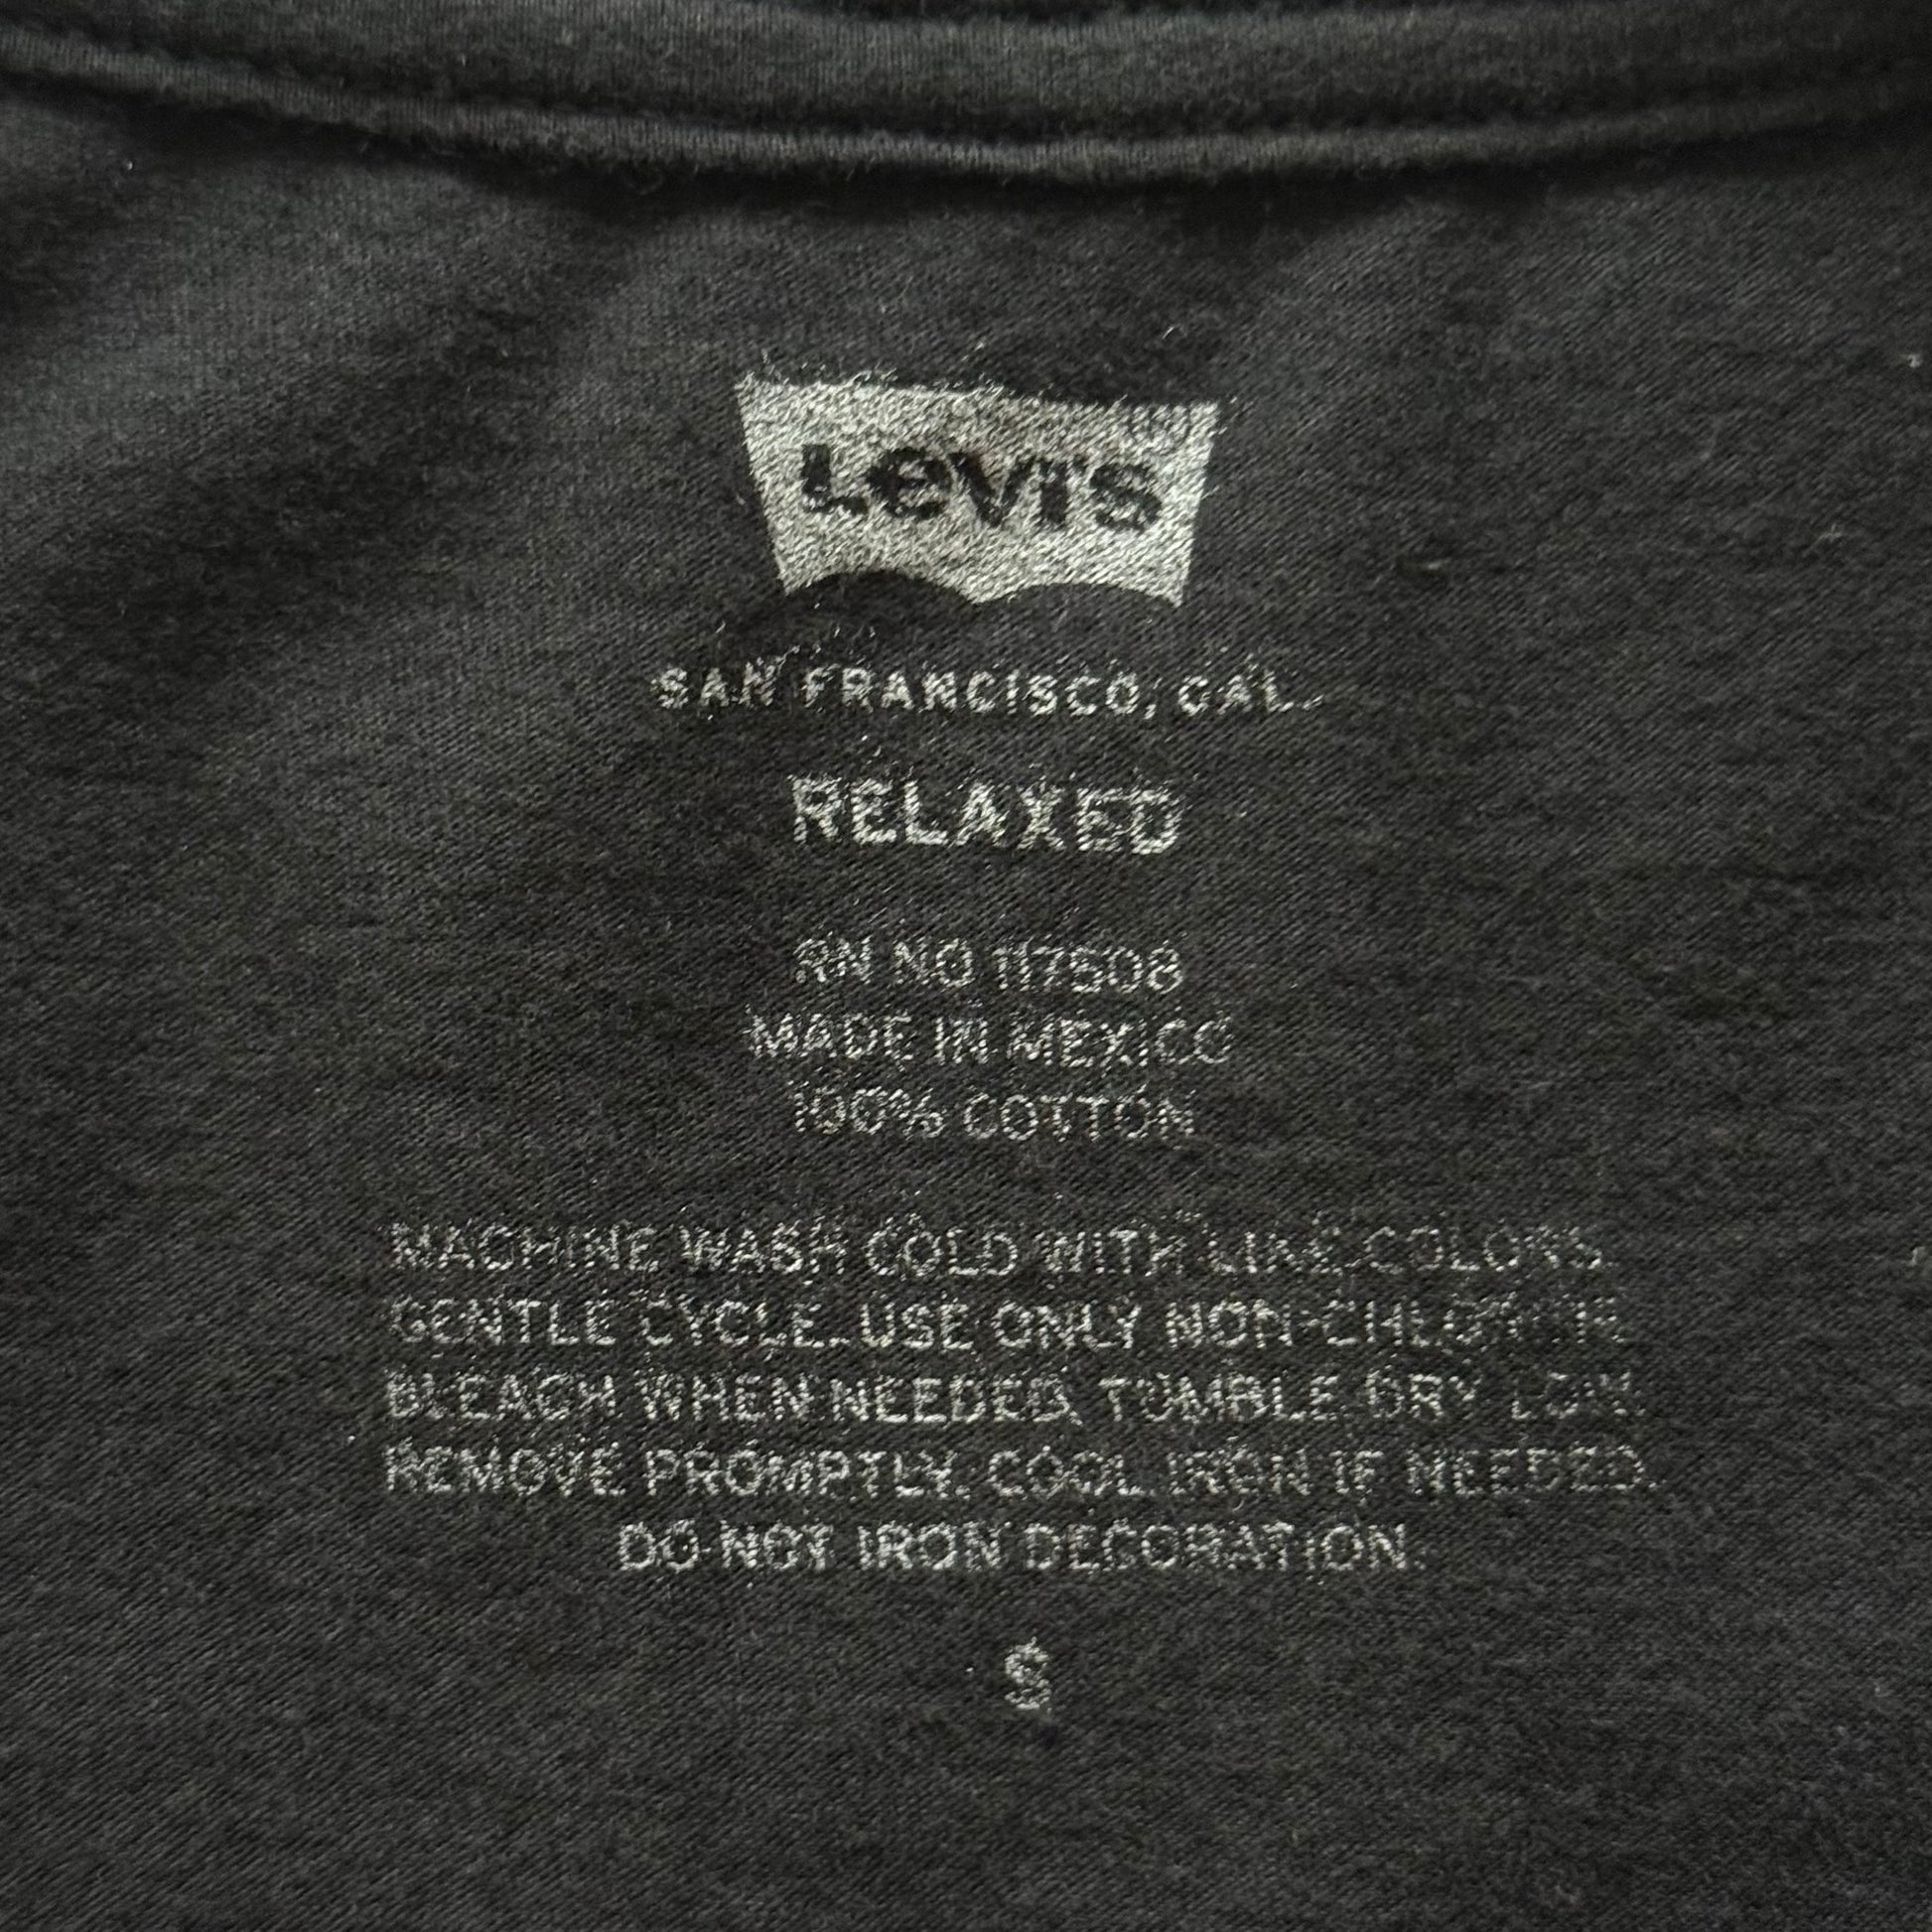 Levi's
SAN FRANCISCO, CAL.
RELAXED
RN NO 117508
MADE IN MEXICO
100% COTTON
MACHINE WASH COLD WITH LIKE COLORS.
GENTLE CYCLE. USE ONLY NON-CHLORINE
BLEACH WHEN NEEDED. TUMBLE DRY LOW.
REMOVE PROMPTLY. COOL IRON IF NEEDED.
DO NOT IRON DECORATION.
S